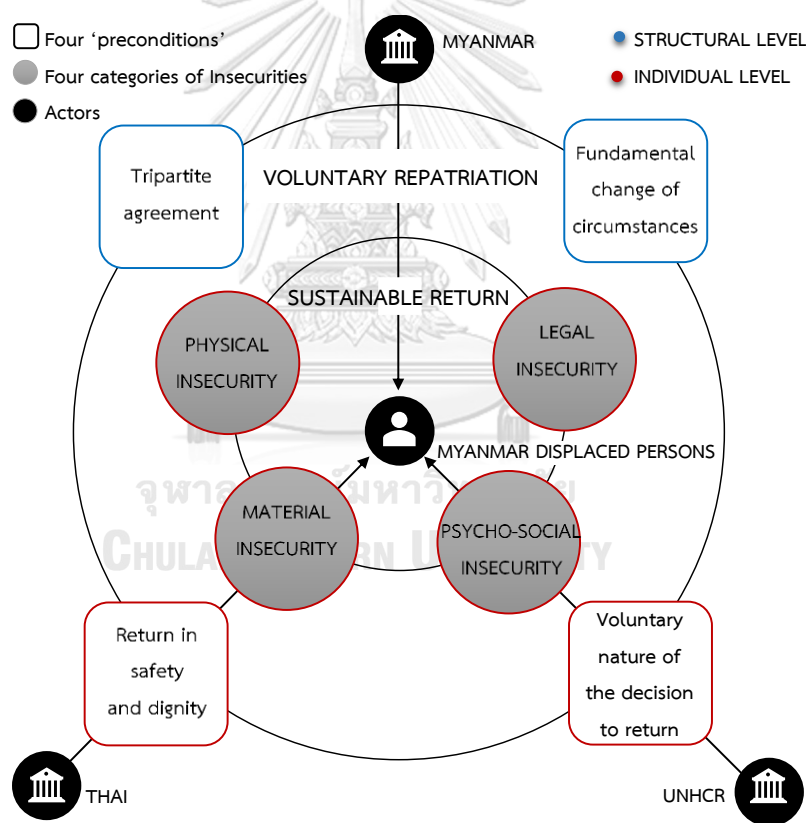 Four ‘preconditions’
Four categories of Insecurities
Actors
MYANMAR
STRUCTURAL LEVEL
INDIVIDUAL LEVEL
Tripartite
agreement
VOLUNTARY REPATRIATION
Fundamental
change of
circumstances
SUSTAINABLE RETURN
PHYSICAL
INSECURITY
LEGAL
INSECURITY
MYANMAR DISPLACED PERSONS
MATERIAL
INSECURITY
PSYCHO-SOCIAL
INSECURITY
Return in
safety
and dignity
Voluntary
nature of
the decision
to return
THAI
UNHCR